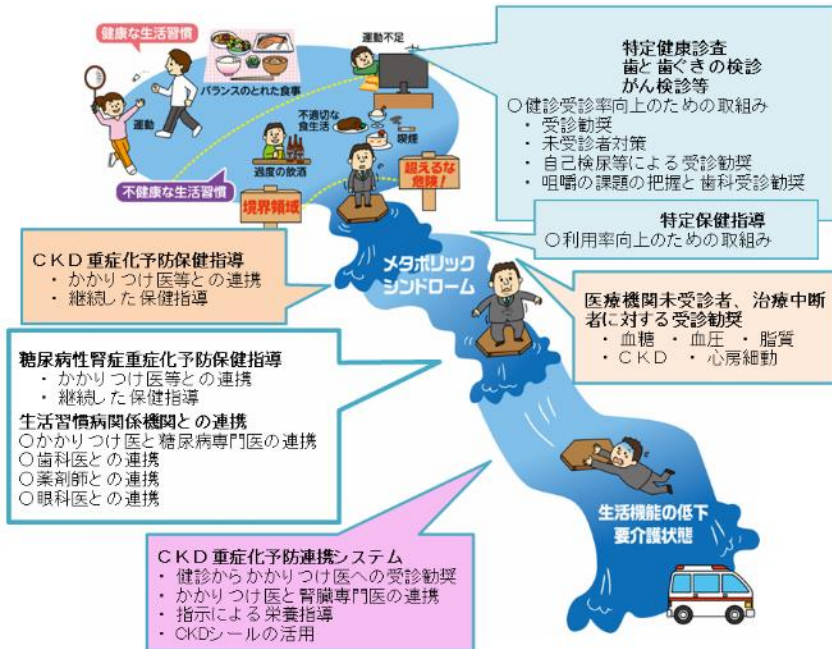 健康な生活習慣
運動
バランスのとれた食事
運動不足
不適切な
食生活
喫煙
過度の飲酒
不健康な生活習慣
境界領域
超えるな
危険！
特定健康診査
歯と歯ぐきの検診
がん検診等
○健診受診率向上のための取組み
・ 受診勧奨
・ 未受診者対策
・ 自己検尿等による受診勧奨
・ 咀嚼の課題の把握と歯科受診勧奨
特定保健指導
○利用率向上のための取組み
メタボリック
シンドローム
CKD重症化予防保健指導
・ かかりつけ医等との連携
・ 継続した保健指導
医療機関未受診者、治療中断
者に対する受診勧奨
・血糖 ・血圧 ・脂質
・CKD ・心房細動
糖尿病性腎症重症化予防保健指導
・ かかりつけ医等との連携
・ 継続した保健指導
生活習慣病関係機関との連携
○かかりつけ医と糖尿病専門医の連携
○歯科医との連携
○薬剤師との連携
○眼科医との連携
生活機能の低下
要介護状態
CKD重症化予防連携システム
・ 健診からかかりつけ医への受診勧奨
・ かかりつけ医と腎臓専門医の連携
・ 指示による栄養指導
・ CKDシールの活用